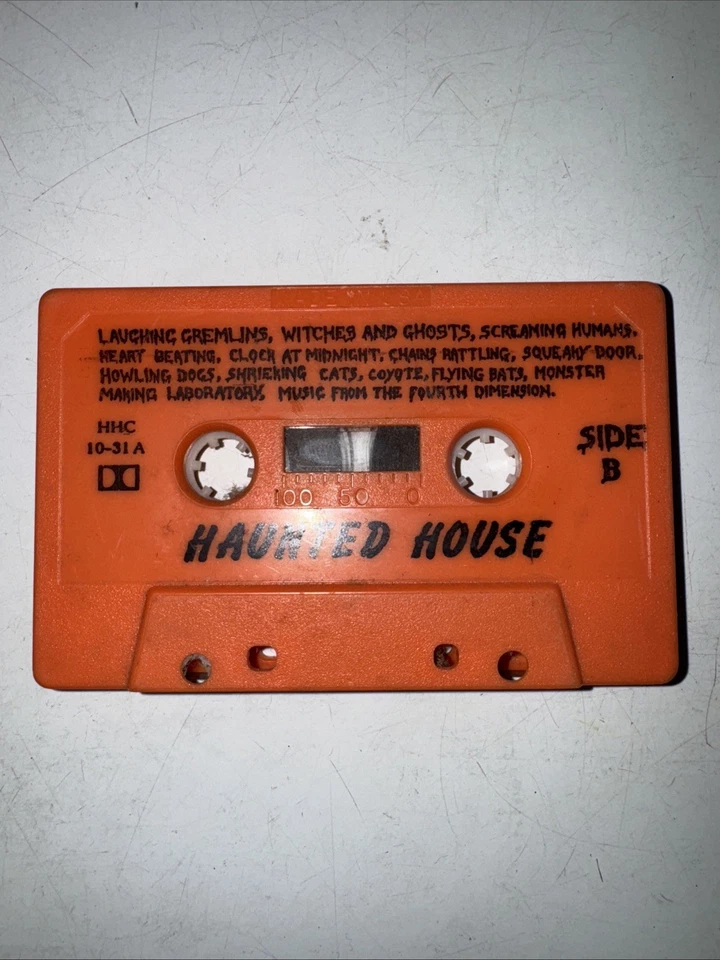 LAUGHING GREMLINS, WITCHES AND GHOSTS, SCREAMING HUMANS,
HEART BEATING, CLOCK AT MIDNIGHT, CHAINS RATTLING, SQUEAKY DOOR,
HOWLING DOGS, SHRIEKING CATS, COYOTE, FLYING BATS, MONSTER
MAKING LABORATORY, MUSIC FROM THE FOURTH DIMENSION.
HHC
10-31 A
SIDE
B
100 50 0
HAUNTED HOUSE